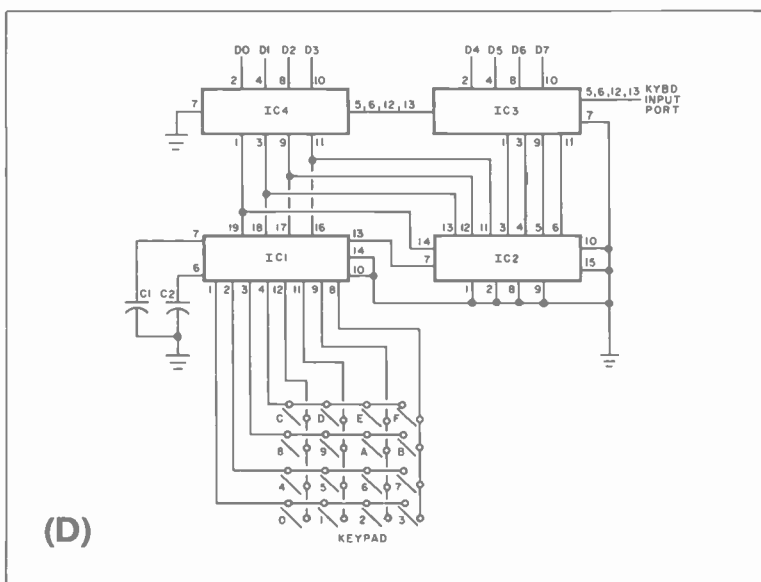 D0 D1 D2 D3 D4 D5 D6 D7
2 4 8 10 2 4 8 10
7 IC4 5,6,12,13 IC3 5,6,12,13 KYBD
INPUT
PORT
7
1 3 9 11 1 3 9 11
19 18 17 16 13 12 11 3 4 5 6
7 IC1 13 14 IC2 10
14
6 10 7 15
C1 C2 1 2 3 4 12 11 9 8 1 2 8 9
C D E F
8 9 A B
4 5 6 7
0 1 2 3
(D) KEYPAD